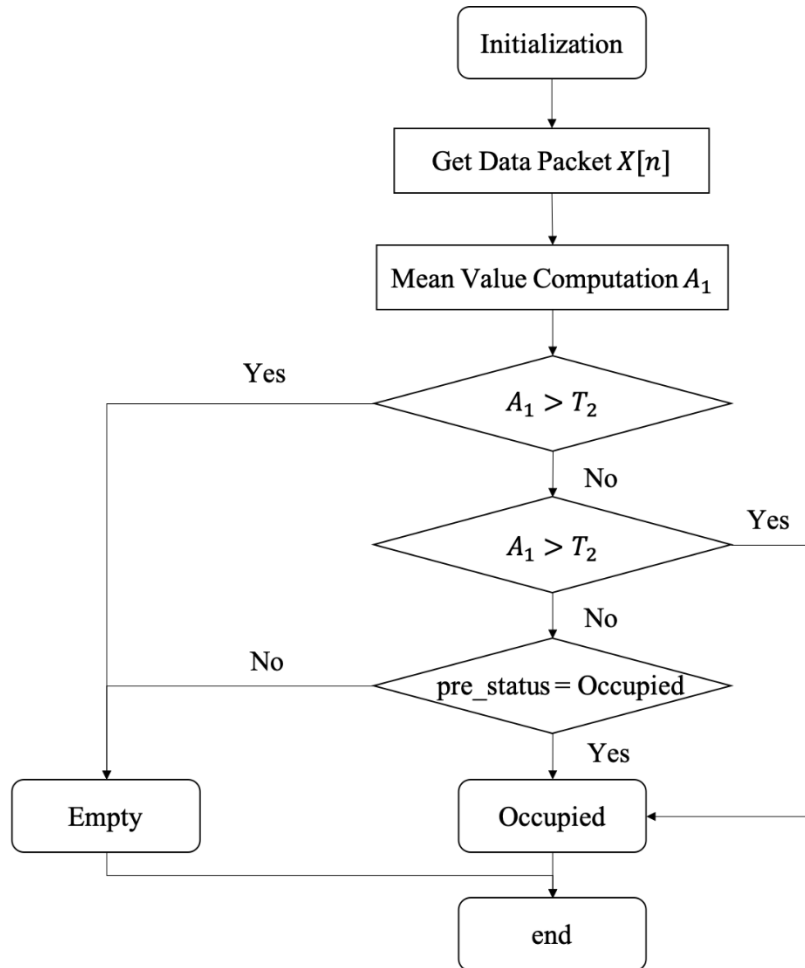 Initialization
Get Data Packet X[n]
Mean Value Computation A₁
Yes
A₁ > T₂
No
A₁ > T₂
Yes
No
No
pre_status = Occupied
Yes
Empty
Occupied
end